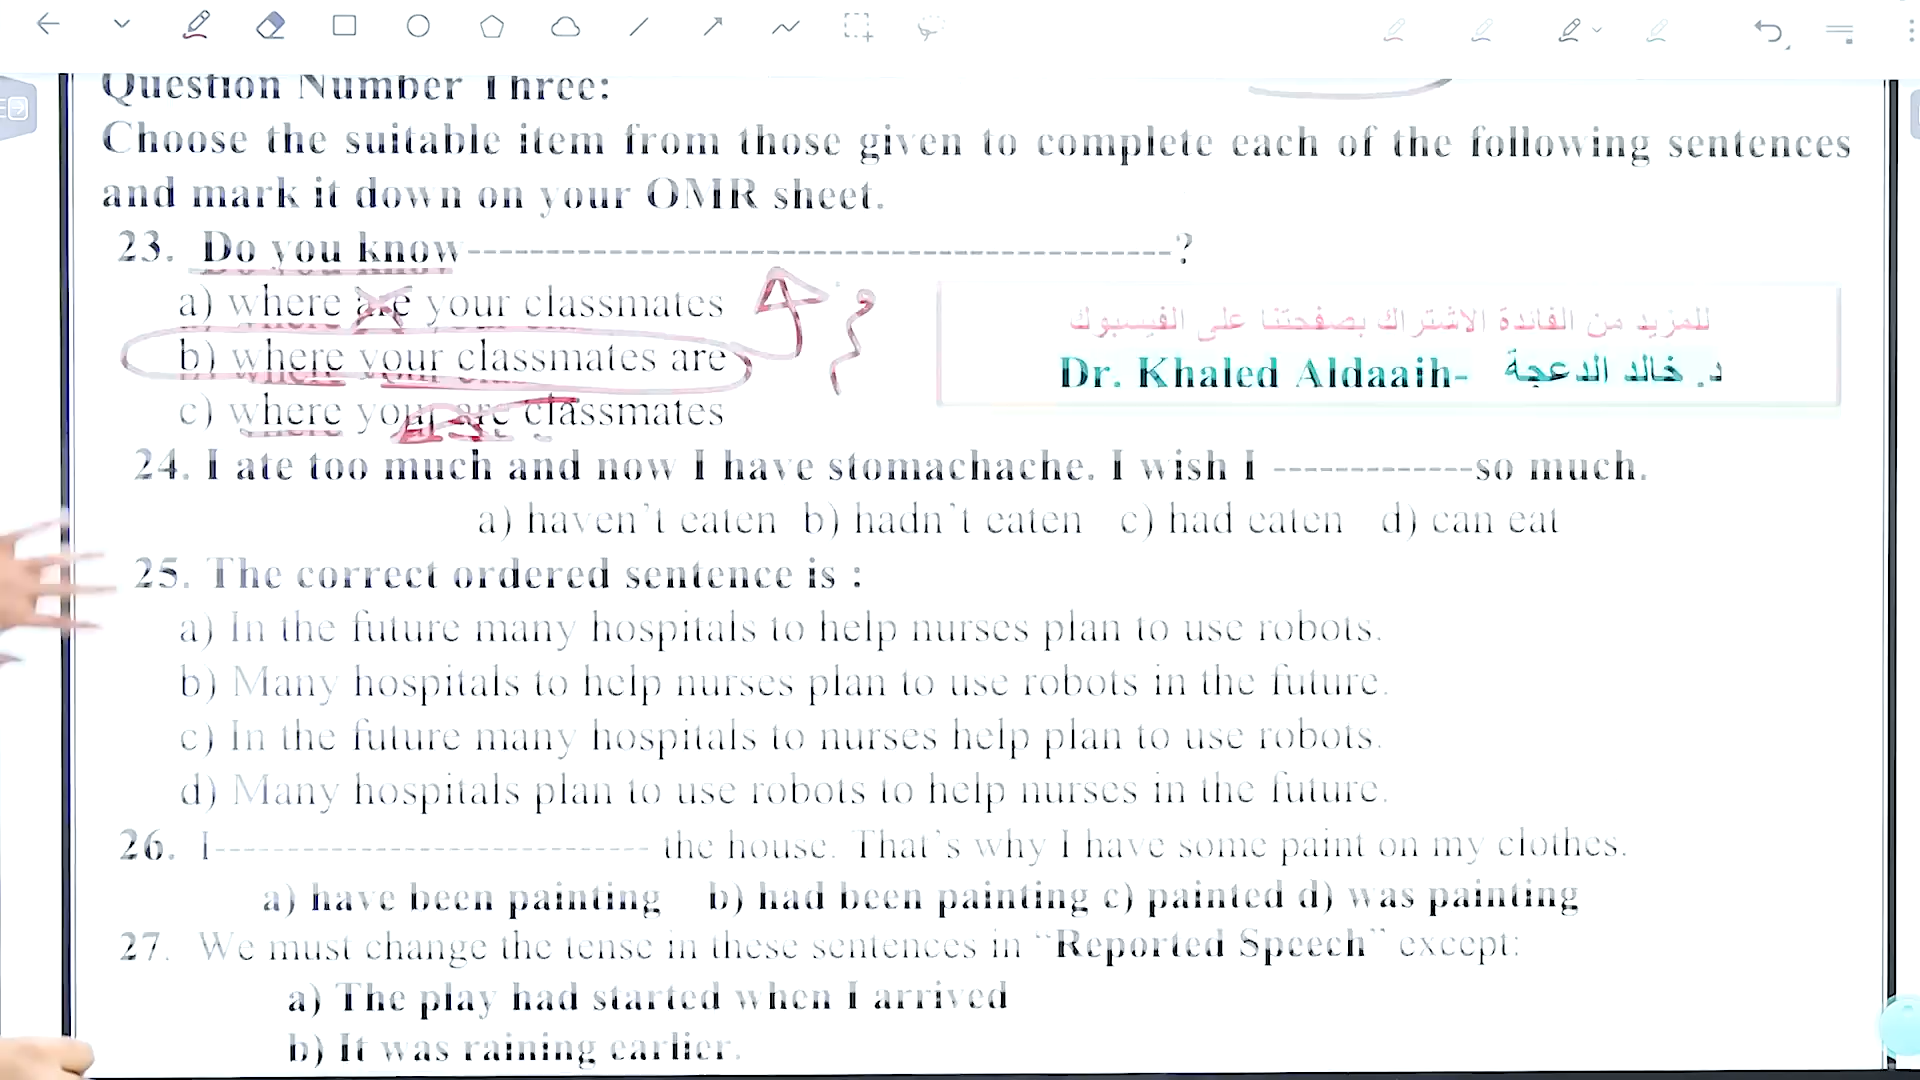 Question Number Three:
Choose the suitable item from those given to complete each of the following sentences
and mark it down on your OMR sheet.
23. Do you know--------------------------------------------------?
a) where are your classmates
b) where your classmates are
c) where your are classmates
للمزيد من الفائدة الاشتراك بصفحتنا على الفيسبوك
Dr. Khaled Aldaaih- د. خالد الدعجة
24. I ate too much and now I have stomachache. I wish I -------------so much.
a) haven't eaten b) hadn't eaten c) had eaten d) can eat
25. The correct ordered sentence is :
a) In the future many hospitals to help nurses plan to use robots.
b) Many hospitals to help nurses plan to use robots in the future.
c) In the future many hospitals to nurses help plan to use robots.
d) Many hospitals plan to use robots to help nurses in the future.
26. I------------------------------ the house. That's why I have some paint on my clothes.
a) have been painting b) had been painting c) painted d) was painting
27. We must change the tense in these sentences in "Reported Speech" except:
a) The play had started when I arrived
b) It was raining earlier.